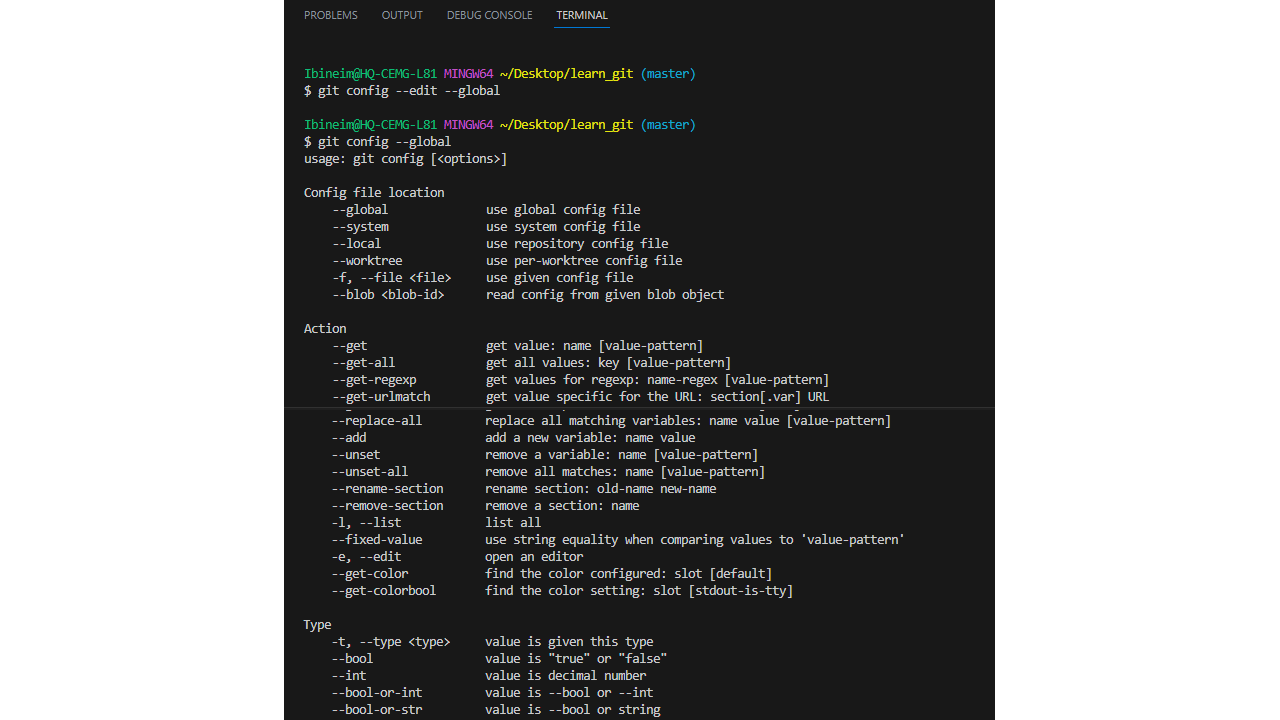 PROBLEMS OUTPUT DEBUG CONSOLE TERMINAL
Ibineim@HQ-CEMG-L81 MINGW64 ~/Desktop/learn_git (master)
$ git config --edit --global
Ibineim@HQ-CEMG-L81 MINGW64 ~/Desktop/learn_git (master)
$ git config --global
usage: git config [<options>]
Config file location
--global use global config file
--system use system config file
--local use repository config file
--worktree use per-worktree config file
-f, --file <file> use given config file
--blob <blob-id> read config from given blob object
Action
--get get value: name [value-pattern]
--get-all get all values: key [value-pattern]
--get-regexp get values for regexp: name-regex [value-pattern]
--get-urlmatch get value specific for the URL: section[.var] URL
--replace-all replace all matching variables: name value [value-pattern]
--add add a new variable: name value
--unset remove a variable: name [value-pattern]
--unset-all remove all matches: name [value-pattern]
--rename-section rename section: old-name new-name
--remove-section remove a section: name
-l, --list list all
--fixed-value use string equality when comparing values to 'value-pattern'
-e, --edit open an editor
--get-color find the color configured: slot [default]
--get-colorbool find the color setting: slot [stdout-is-tty]
Type
-t, --type <type> value is given this type
--bool value is "true" or "false"
--int value is decimal number
--bool-or-int value is --bool or --int
--bool-or-str value is --bool or string